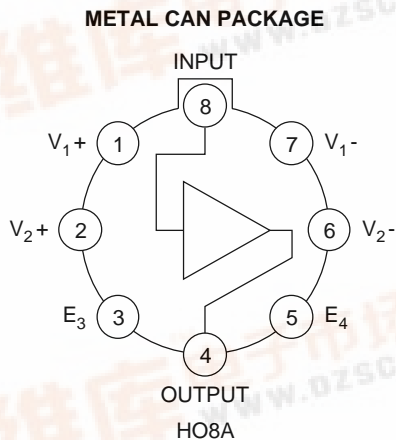 METAL CAN PACKAGE
INPUT
8
V1+ 1 7 V1-
V2+ 2 6 V2-
E3 3 5 E4
4
OUTPUT
HO8A